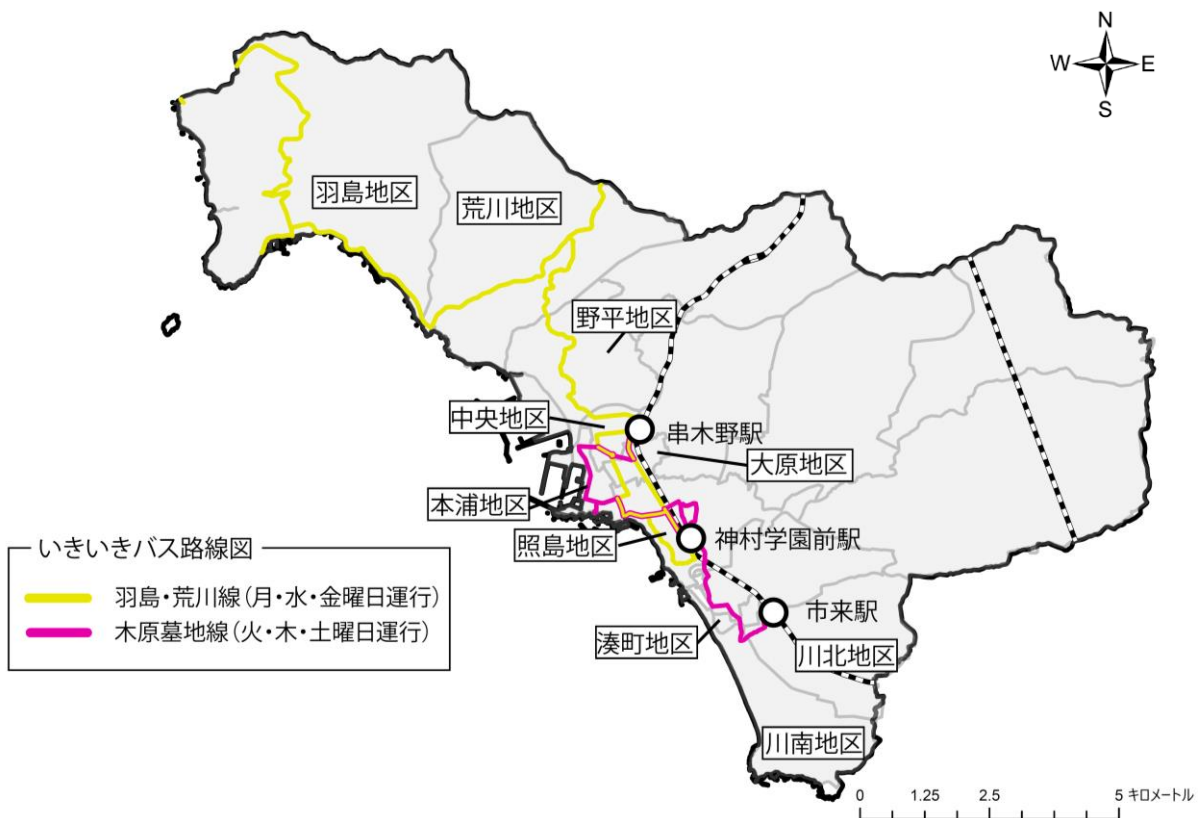 N
W E
S
羽島地区
荒川地区
野平地区
中央地区
串木野駅
大原地区
本浦地区
照島地区
神村学園前駅
いきいきバス路線図
羽島・荒川線(月・水・金曜日運行)
木原墓地線(火・木・土曜日運行)
市来駅
湊町地区
川北地区
川南地区
0 1.25 2.5 5 キロメートル